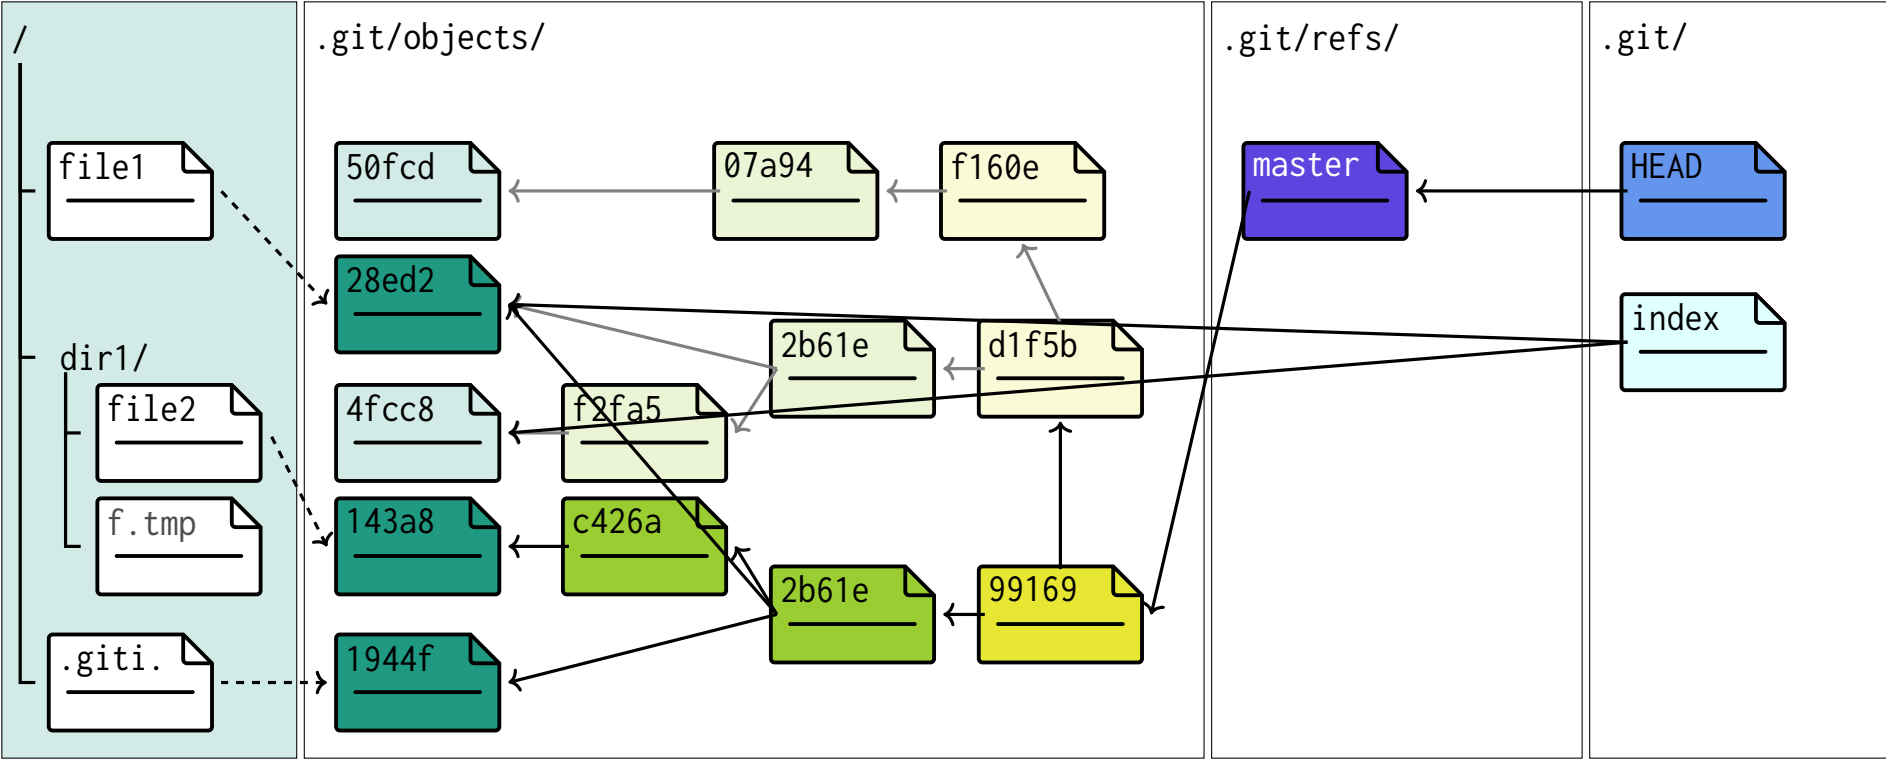 /
.git/objects/
.git/refs/
.git/
file1
50fcd
07a94
f160e
master
HEAD
28ed2
index
dir1/
2b61e
d1f5b
file2
4fcc8
f2fa5
f.tmp
143a8
c426a
2b61e
99169
.giti.
1944f